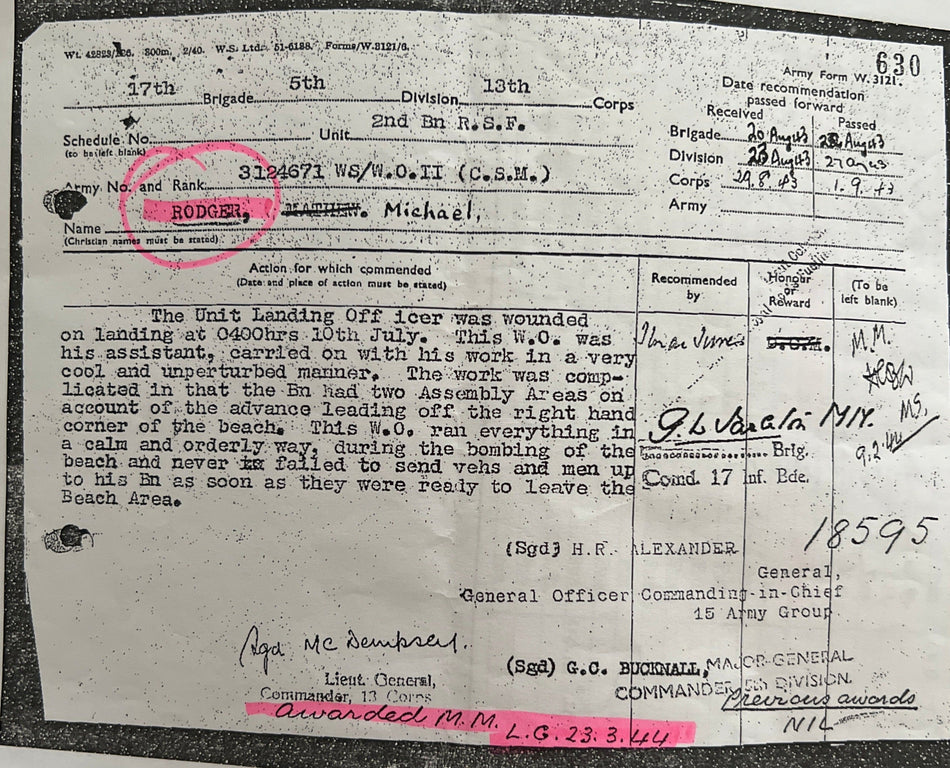 630
Wt. 42823/ 300m. 2/40. W.S. Ltd. 51-6188. Forms/W.3121/6.
Army Form W.3121.
17th Brigade 5th Division 13th Corps
Date recommendation
passed forward
Received Passed
Schedule No. Unit 2nd Bn R.S.F.
(to be left blank)
Brigade 20 Aug 43 Aug 43
Division 23 Aug 43 27 Aug 43
Army No. and Rank 3124671 WS/W.O.II (C.S.M.)
Corps 29.8.43 1.9.43
RODGER, Michael,
Army
Name
(Christian names must be stated)
Action for which commended
(Date and place of action must be stated)
Recommended
by
Honour
or
Reward
(To be
left blank)
The Unit Landing Off icer was wounded
on landing at 0400hrs 10th July. This W.O. was
his assistant, carried on with his work in a very
cool and unperturbed manner. The work was comp-
licated in that the Bn had two Assembly Areas on
account of the advance leading off the right hand
corner of the beach. This W.O. ran everything in
a calm and orderly way, during the bombing of the
beach and never failed to send vehs and men up
to his Bn as soon as they were ready to leave the
Beach Area.
D.C.M.
M.M.
MS.
9.2.44
Brig.
Comd. 17 Inf. Bde.
18595
(Sgd) H.R. ALEXANDER
General,
General Officer Commanding-in-Chief
15 Army Group
Sgd MC Dempsey.
Lieut. General,
Commander, 13 Corps
(Sgd) G.C. BUCKNALL, MAJOR-GENERAL
COMMANDER DIVISION.
Previous awards
NIL
awarded M.M.
L.G. 23.3.44